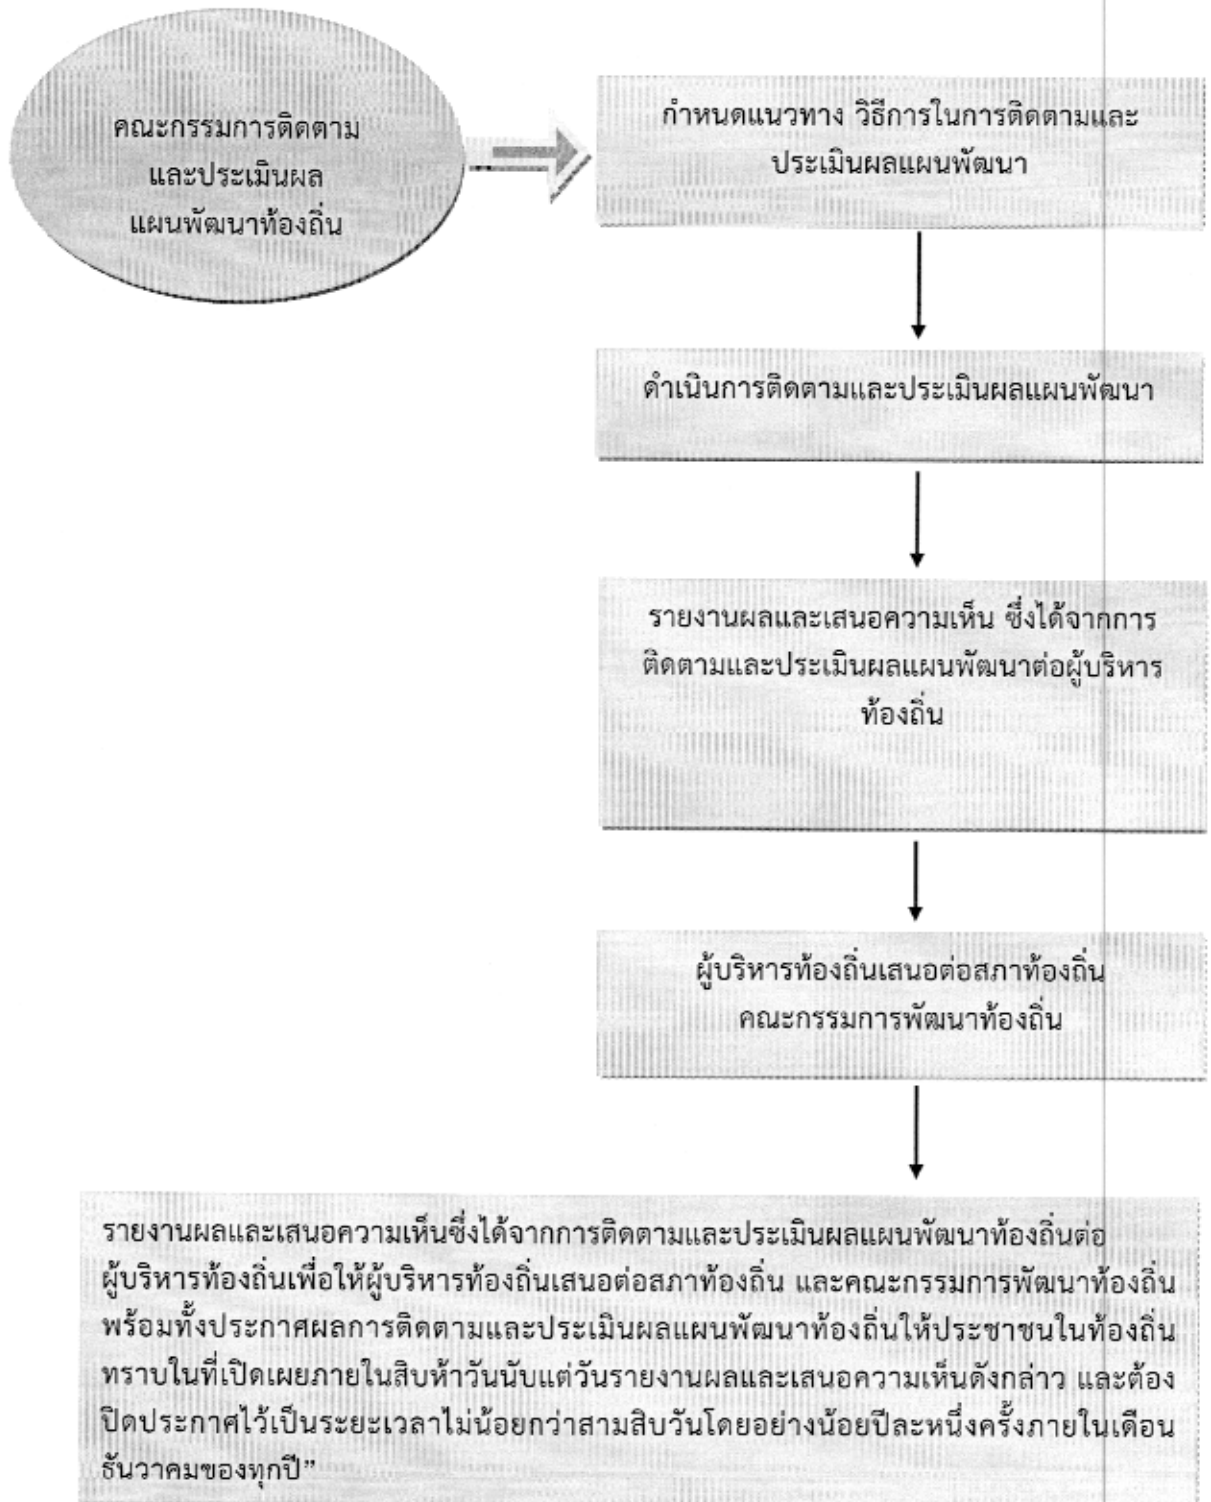 คณะกรรมการติดตาม
และประเมินผล
แผนพัฒนาท้องถิ่น
กำหนดแนวทาง วิธีการในการติดตามและ
ประเมินผลแผนพัฒนา
ดำเนินการติดตามและประเมินผลแผนพัฒนา
รายงานผลและเสนอความเห็น ซึ่งได้จากการ
ติดตามและประเมินผลแผนพัฒนาต่อผู้บริหาร
ท้องถิ่น
ผู้บริหารท้องถิ่นเสนอต่อสภาท้องถิ่น
คณะกรรมการพัฒนาท้องถิ่น
รายงานผลและเสนอความเห็นซึ่งได้จากการติดตามและประเมินผลแผนพัฒนาท้องถิ่นต่อ
ผู้บริหารท้องถิ่นเพื่อให้ผู้บริหารท้องถิ่นเสนอต่อสภาท้องถิ่น และคณะกรรมการพัฒนาท้องถิ่น
พร้อมทั้งประกาศผลการติดตามและประเมินผลแผนพัฒนาท้องถิ่นให้ประชาชนในท้องถิ่น
ทราบในที่เปิดเผยภายในสิบห้าวันนับแต่วันรายงานผลและเสนอความเห็นดังกล่าว และต้อง
ปิดประกาศไว้เป็นระยะเวลาไม่น้อยกว่าสามสิบวันโดยอย่างน้อยปีละหนึ่งครั้งภายในเดือน
ธันวาคมของทุกปี”